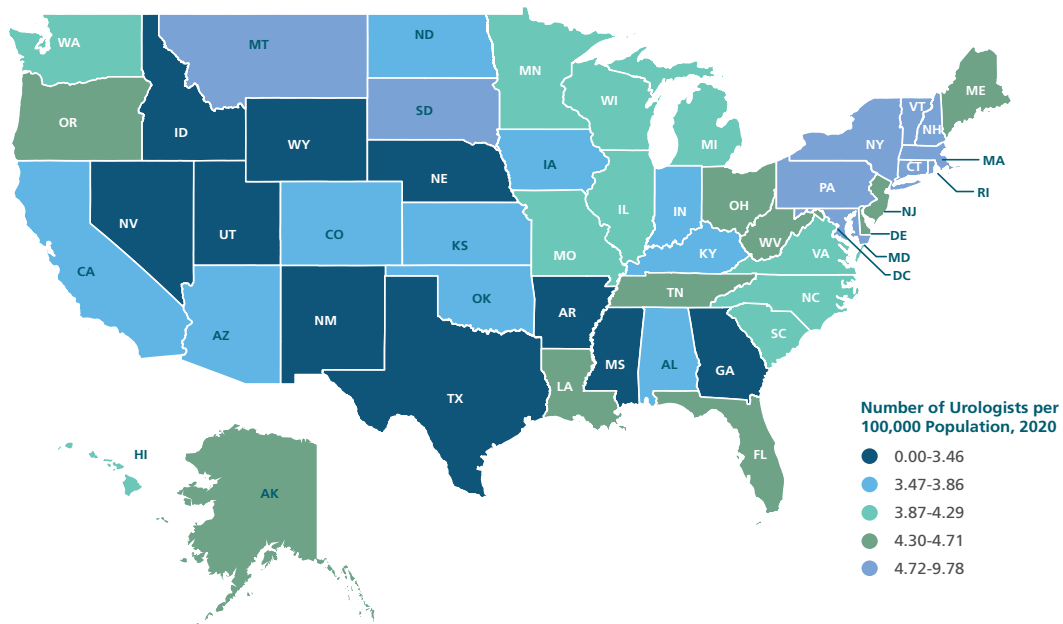 WA
MT
ND
MN
OR
ID
WY
SD
WI
MI
ME
VT
NH
NY
MA
CT
RI
NE
IA
PA
NJ
NV
UT
CO
KS
MO
IL
IN
OH
WV
VA
DE
MD
DC
KY
CA
AZ
NM
OK
AR
TN
NC
SC
TX
LA
MS
AL
GA
FL
HI
AK
Number of Urologists per
100,000 Population, 2020
0.00-3.46
3.47-3.86
3.87-4.29
4.30-4.71
4.72-9.78